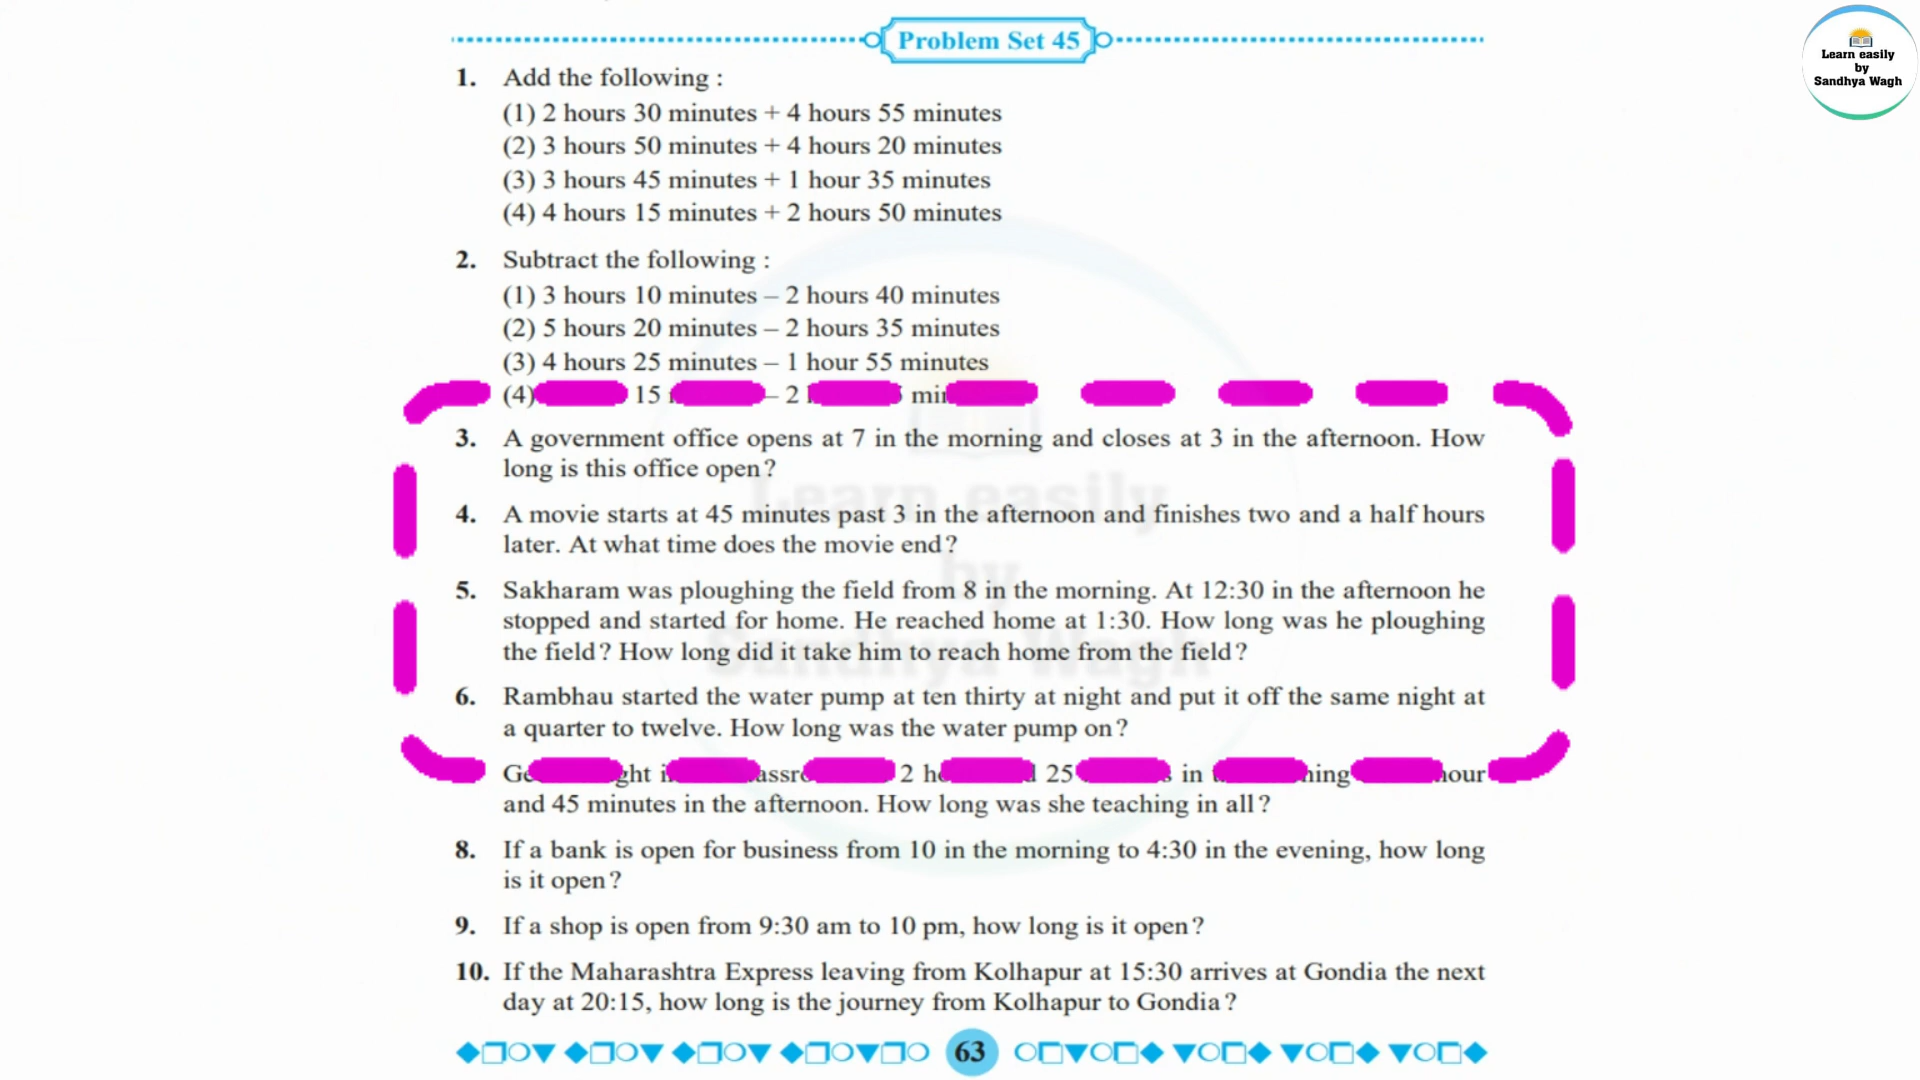 Problem Set 45
Learn easily
by
Sandhya Wagh
1. Add the following :
(1) 2 hours 30 minutes + 4 hours 55 minutes
(2) 3 hours 50 minutes + 4 hours 20 minutes
(3) 3 hours 45 minutes + 1 hour 35 minutes
(4) 4 hours 15 minutes + 2 hours 50 minutes
2. Subtract the following :
(1) 3 hours 10 minutes – 2 hours 40 minutes
(2) 5 hours 20 minutes – 2 hours 35 minutes
(3) 4 hours 25 minutes – 1 hour 55 minutes
(4) 15 – 2
3. A government office opens at 7 in the morning and closes at 3 in the afternoon. How
long is this office open?
4. A movie starts at 45 minutes past 3 in the afternoon and finishes two and a half hours
later. At what time does the movie end?
5. Sakharam was ploughing the field from 8 in the morning. At 12:30 in the afternoon he
stopped and started for home. He reached home at 1:30. How long was he ploughing
the field? How long did it take him to reach home from the field?
6. Rambhau started the water pump at ten thirty at night and put it off the same night at
a quarter to twelve. How long was the water pump on?
2 25 in
and 45 minutes in the afternoon. How long was she teaching in all?
8. If a bank is open for business from 10 in the morning to 4:30 in the evening, how long
is it open?
9. If a shop is open from 9:30 am to 10 pm, how long is it open?
10. If the Maharashtra Express leaving from Kolhapur at 15:30 arrives at Gondia the next
day at 20:15, how long is the journey from Kolhapur to Gondia?
63
Learn easily
by
Sandhya Wagh